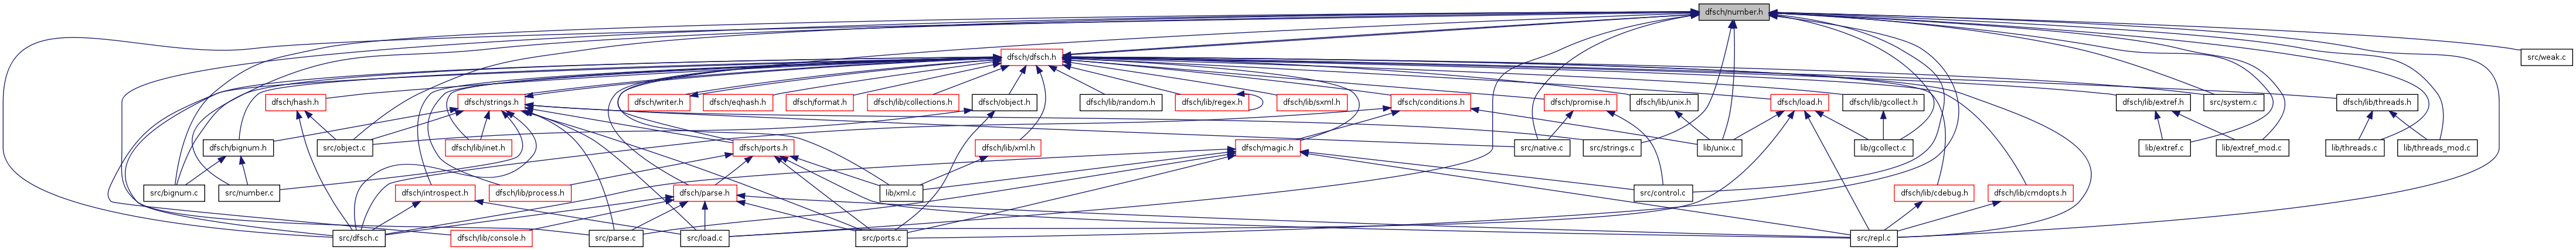 dfsch/number.h
dfsch/dfsch.h
src/weak.c
dfsch/hash.h
dfsch/strings.h
dfsch/writer.h
dfsch/eqhash.h
dfsch/format.h
dfsch/lib/collections.h
dfsch/object.h
dfsch/lib/random.h
dfsch/lib/regex.h
dfsch/lib/sxml.h
dfsch/conditions.h
dfsch/promise.h
dfsch/lib/unix.h
dfsch/load.h
dfsch/lib/gcollect.h
dfsch/lib/extref.h
src/system.c
dfsch/lib/threads.h
dfsch/bignum.h
src/object.c
dfsch/lib/inet.h
dfsch/ports.h
dfsch/lib/xml.h
dfsch/magic.h
src/native.c
src/strings.c
lib/unix.c
lib/gcollect.c
lib/extref.c
lib/extref_mod.c
lib/threads.c
lib/threads_mod.c
src/bignum.c
src/number.c
dfsch/introspect.h
dfsch/lib/process.h
dfsch/parse.h
lib/xml.c
src/control.c
dfsch/lib/cdebug.h
dfsch/lib/cmdopts.h
src/dfsch.c
dfsch/lib/console.h
src/parse.c
src/load.c
src/ports.c
src/repl.c